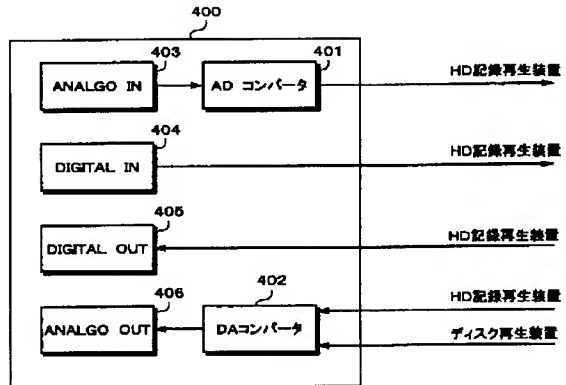 400
403
401
ANALGO IN
AD コンバータ
HD記録再生装置
404
DIGITAL IN
HD記録再生装置
405
DIGITAL OUT
HD記録再生装置
406
402
ANALGO OUT
DAコンバータ
HD記録再生装置
ディスク再生装置